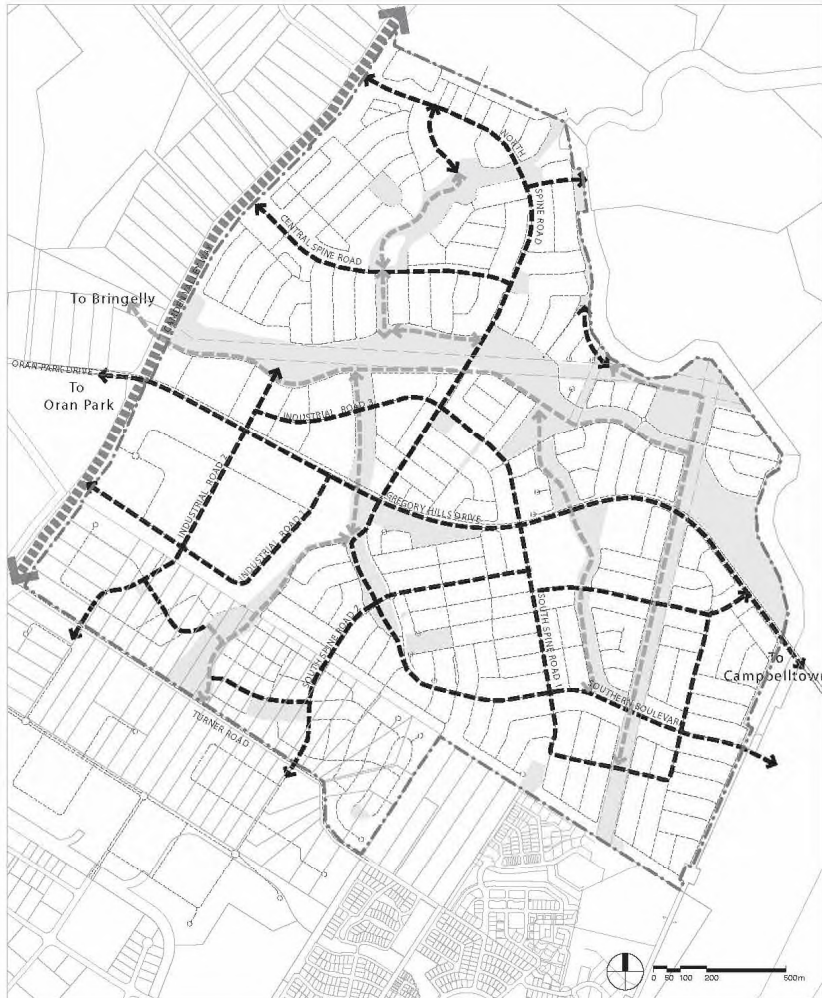 NORTH
SPINE ROAD
CENTRAL SPINE ROAD
To Bringelly
ORAN PARK DRIVE
To
Oran Park
INDUSTRIAL ROAD 3
INDUSTRIAL ROAD 2
GREGORY HILLS DRIVE
INDUSTRIAL ROAD
SOUTH SPINE ROAD 2
SOUTH SPINE ROAD 1
To
Campbelltown
SOUTHERN BOULEVARD
TURNER ROAD
0 50 100 200 500m